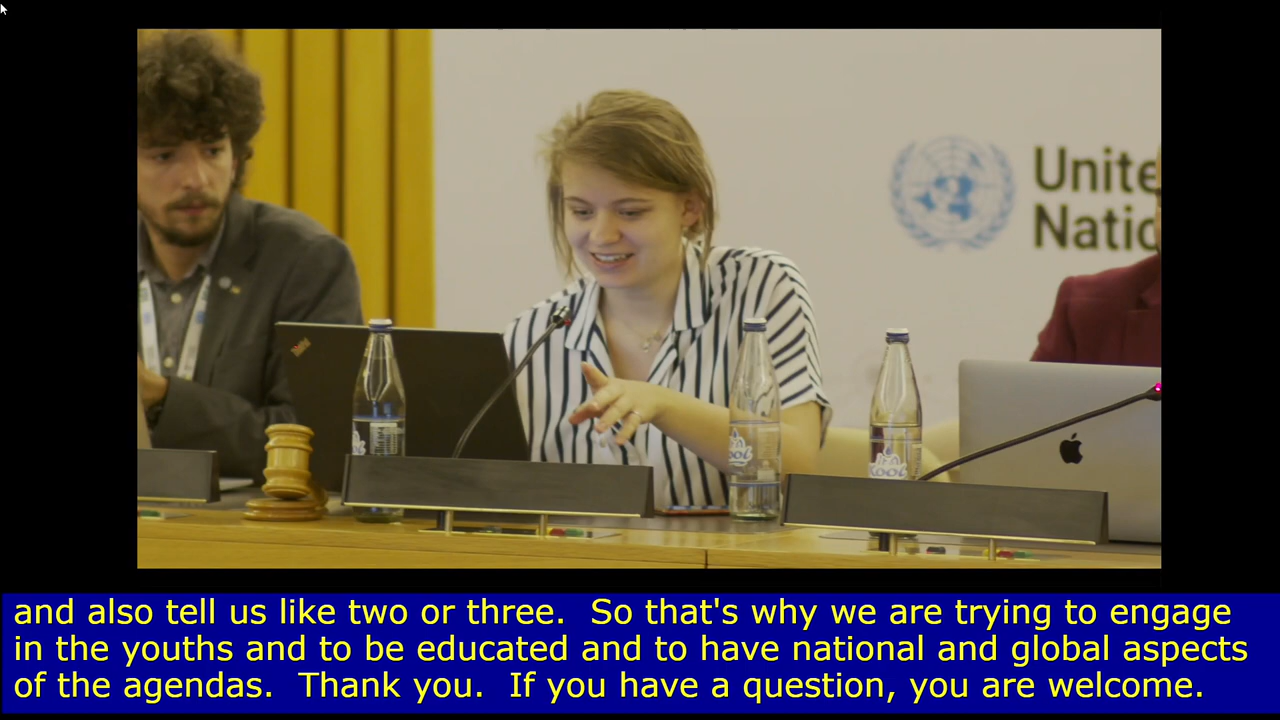 Unite
Natio
and also tell us like two or three.  So that's why we are trying to engage
in the youths and to be educated and to have national and global aspects
of the agendas.  Thank you.  If you have a question, you are welcome.